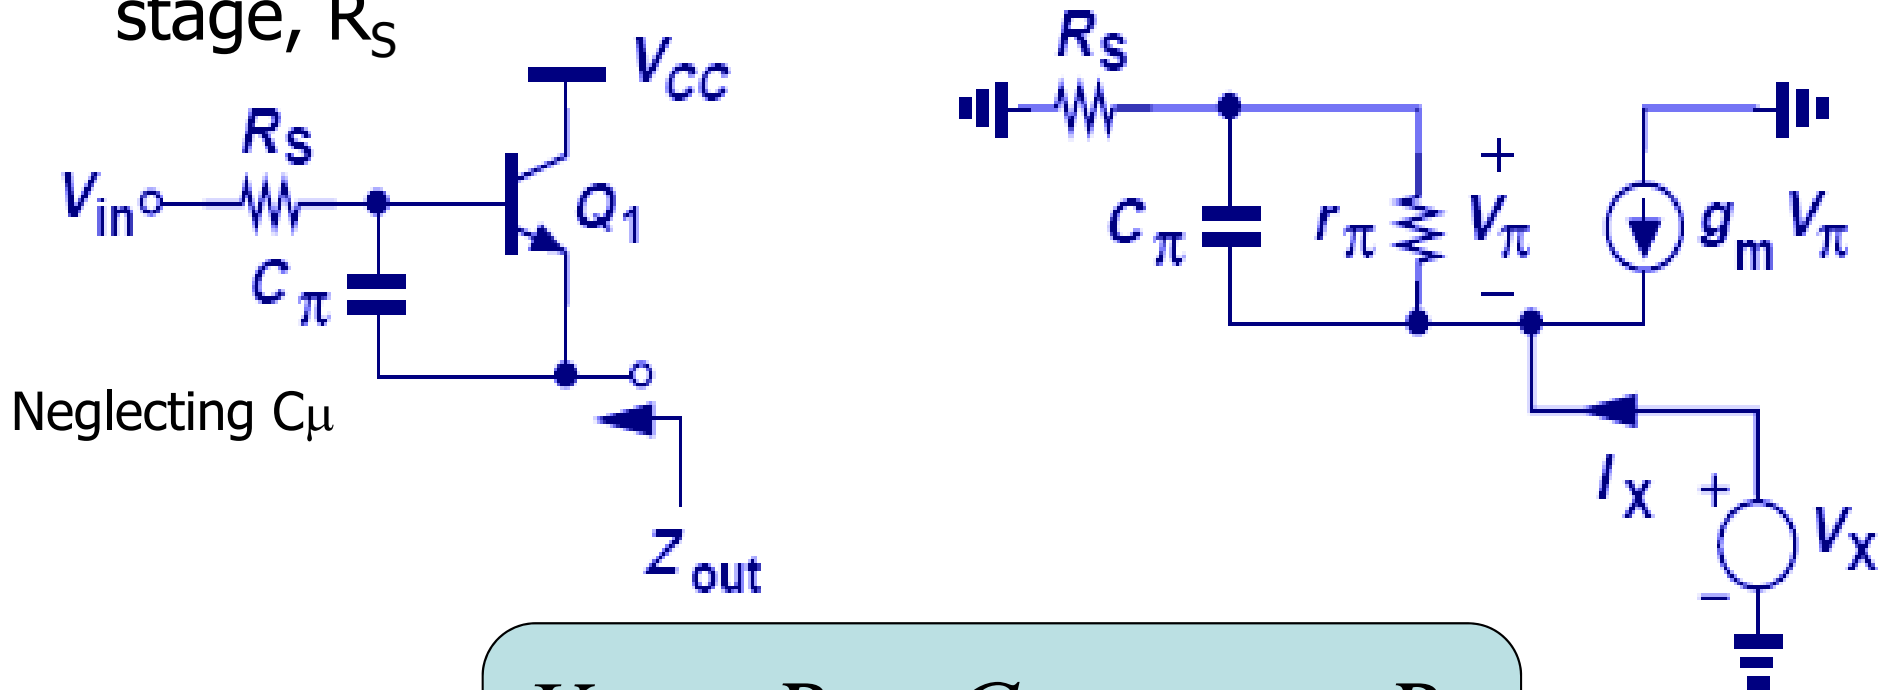 stage, R_S
V_CC
R_S
V_in
Q_1
C_π
Neglecting Cμ
Z_out
R_S
C_π
r_π
+
V_π
−
g_m V_π
I_X
+
V_X
−